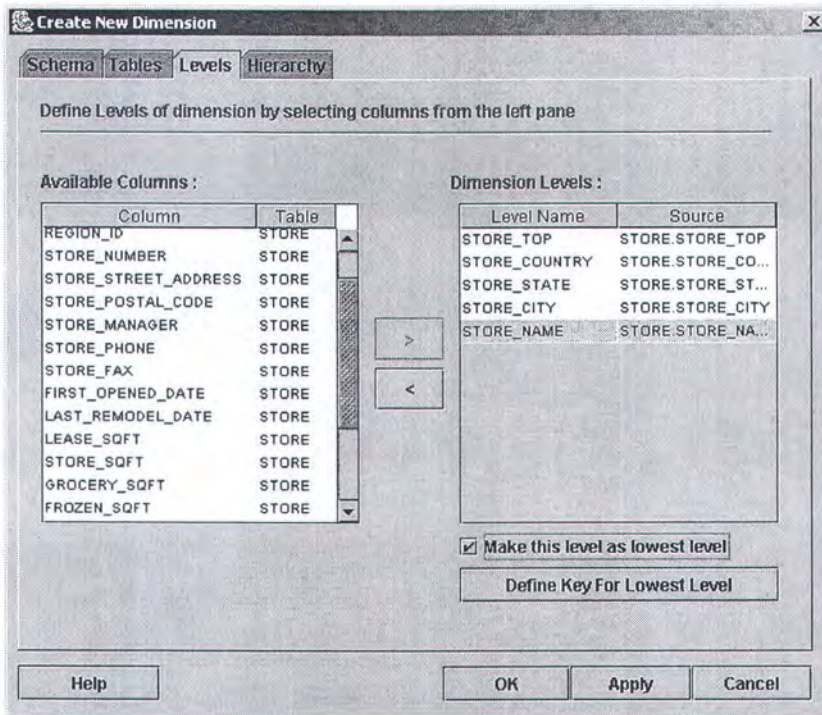 Create New Dimension
Schema Tables Levels Hierarchy
Define Levels of dimension by selecting columns from the left pane
Available Columns :
Column Table
REGION_ID STORE
STORE_NUMBER STORE
STORE_STREET_ADDRESS STORE
STORE_POSTAL_CODE STORE
STORE_MANAGER STORE
STORE_PHONE STORE
STORE_FAX STORE
FIRST_OPENED_DATE STORE
LAST_REMODEL_DATE STORE
LEASE_SQFT STORE
STORE_SQFT STORE
GROCERY_SQFT STORE
FROZEN_SQFT STORE
>
<
Dimension Levels :
Level Name Source
STORE_TOP STORE.STORE_TOP
STORE_COUNTRY STORE.STORE_CO...
STORE_STATE STORE.STORE_ST...
STORE_CITY STORE.STORE_CITY
STORE_NAME STORE.STORE_NA...
Make this level as lowest level
Define Key For Lowest Level
Help OK Apply Cancel